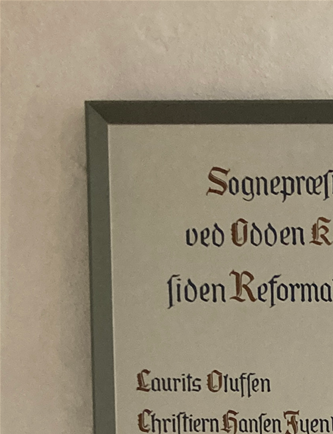 Sognepræſ
ved Odden K
ſiden Reforma
Laurits Olufſen
Chriſtiern Hanſen Fyen